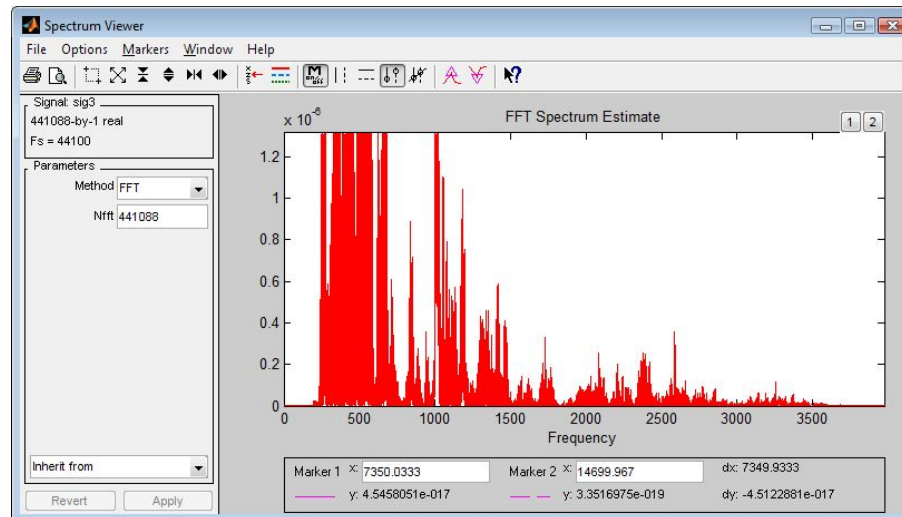 Spectrum Viewer
File Options Markers Window Help
M on/off
Signal: sig3
441088-by-1 real
Fs = 44100
Parameters
Method FFT
Nfft 441088
Inherit from
Revert Apply
x 10^-6
FFT Spectrum Estimate
1 2
1.2
1
0.8
0.6
0.4
0.2
0
0 500 1000 1500 2000 2500 3000 3500
Frequency
Marker 1 x: 7350.0333 Marker 2 x: 14699.967 dx: 7349.9333
y: 4.5458051e-017 y: 3.3516975e-019 dy: -4.5122881e-017